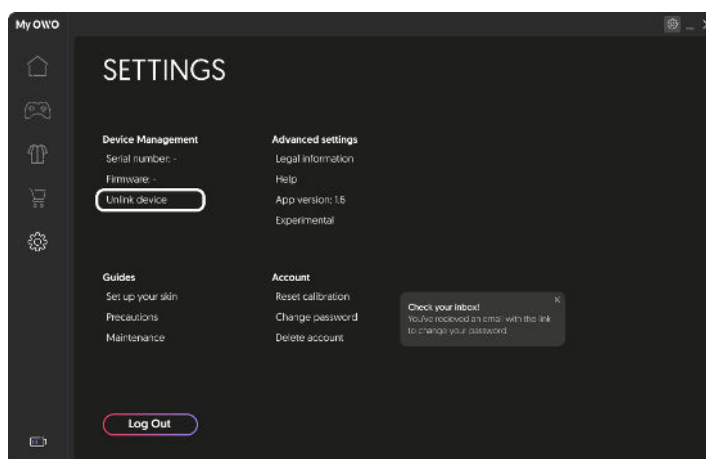 My OWO
SETTINGS
Device Management
Serial number: -
Firmware: -
Unlink device
Advanced settings
Legal information
Help
App version: 1.6
Experimental
Guides
Set up your skin
Precautions
Maintenance
Account
Reset calibration
Change password
Delete account
Check your inbox!
You've recieved an email with the link
to change your password.
Log Out